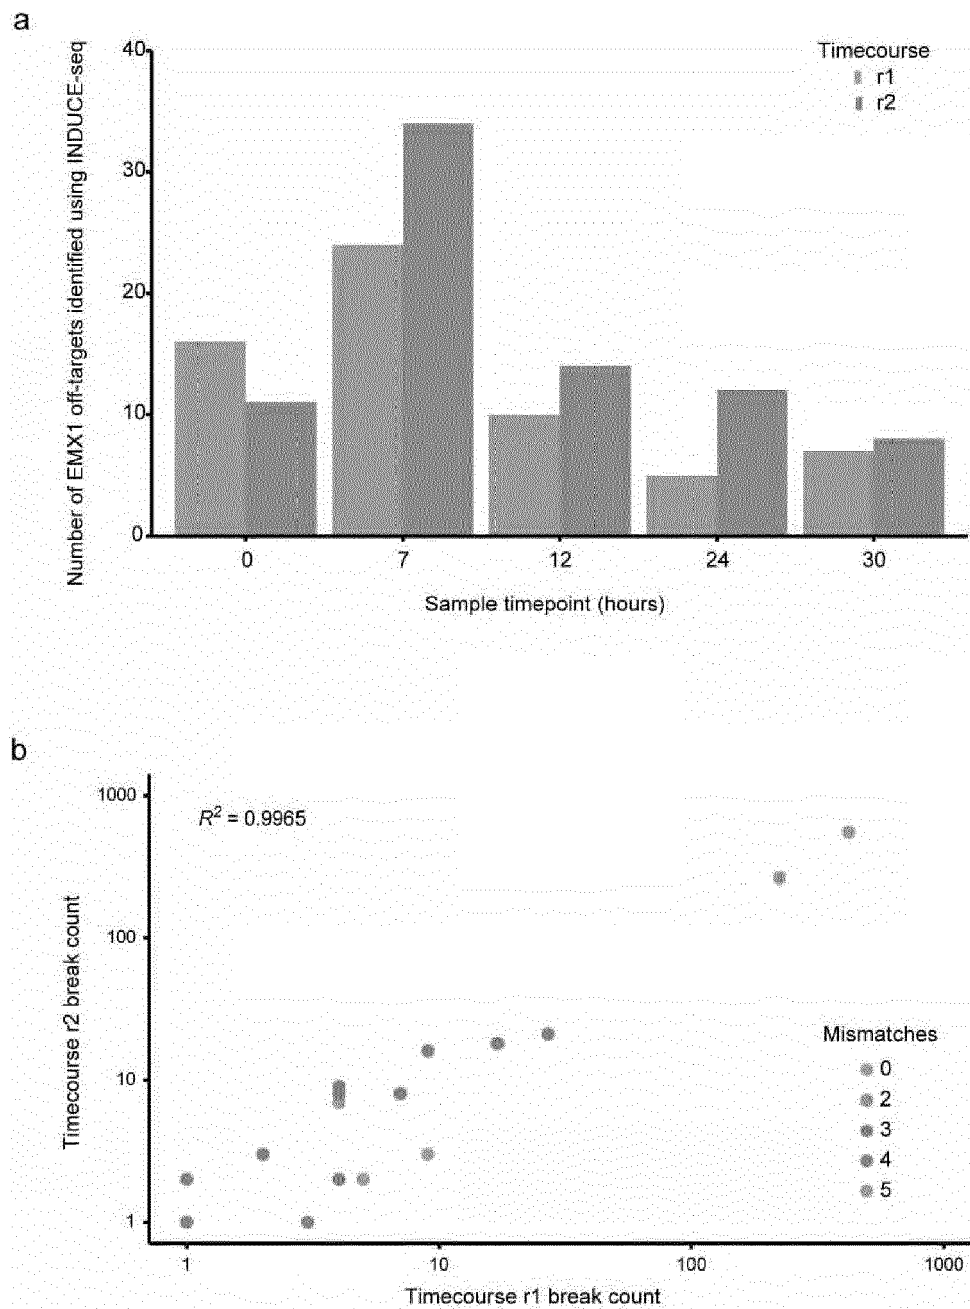 a
Number of EMX1 off-targets identified using INDUCE-seq
40
30
20
10
0
Timecourse
r1
r2
0 7 12 24 30
Sample timepoint (hours)
b
Timecourse r2 break count
1000
100
10
1
R² = 0.9965
Mismatches
0
2
3
4
5
1 10 100 1000
Timecourse r1 break count